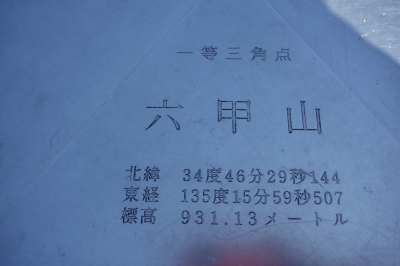 一等三角点
六甲山
北緯 34度46分29秒144
東経 135度15分59秒507
標高 931.13メートル